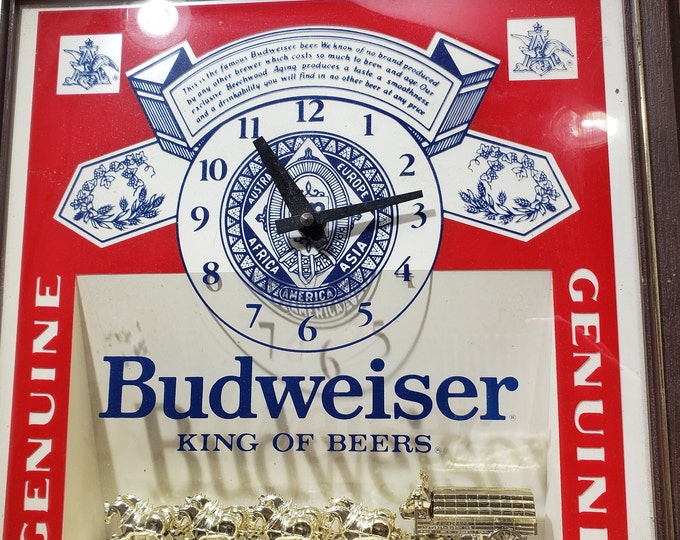 This is the famous Budweiser beer. We know of no brand produced
by any other brewer which costs so much to brew and age. Our
exclusive Beechwood Aging produces a taste, a smoothness
and a drinkability you will find in no other beer at any price
11 12 1
10 2
9 3
8 4
7 6 5
AUSTRALIA EUROPE
AFRICA ASIA
AMERICA
GENUINE
GENUINE
Budweiser®
KING OF BEERS®